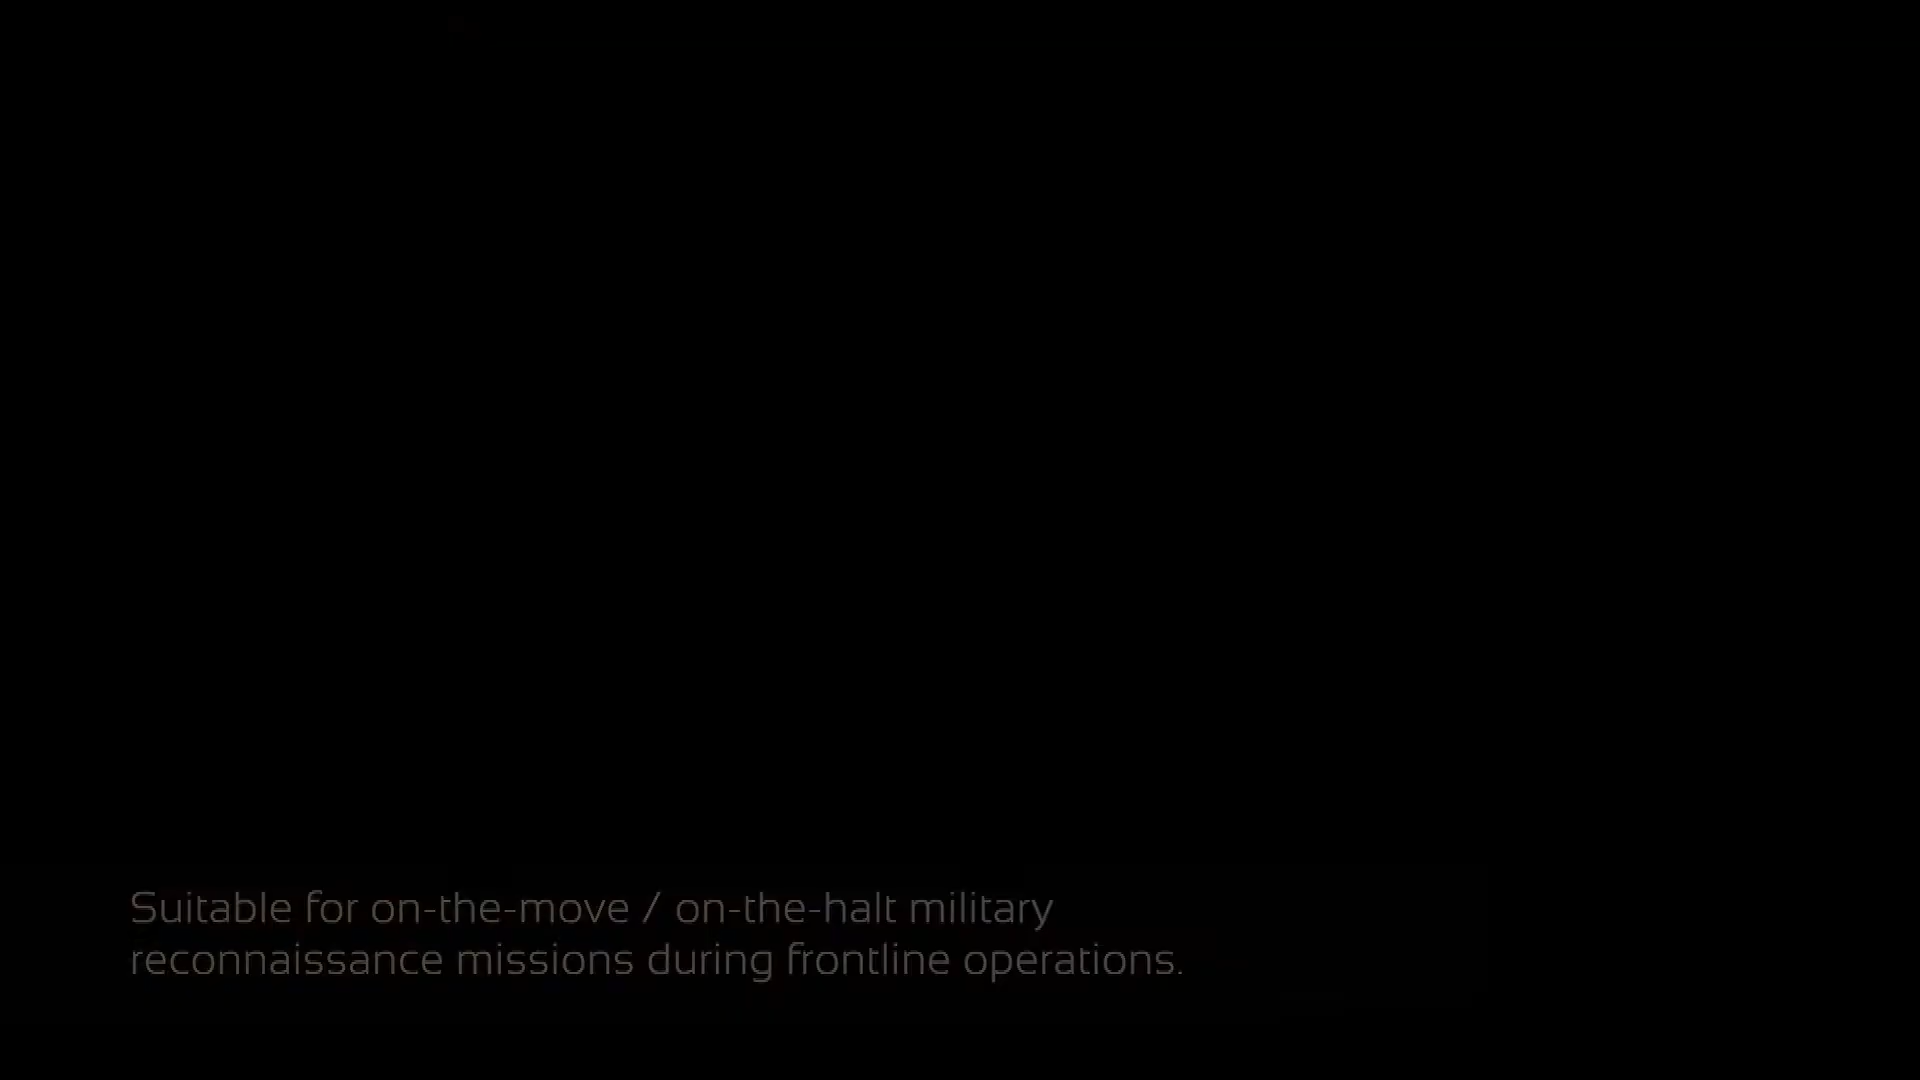 Suitable for on-the-move / on-the-halt military
reconnaissance missions during frontline operations.